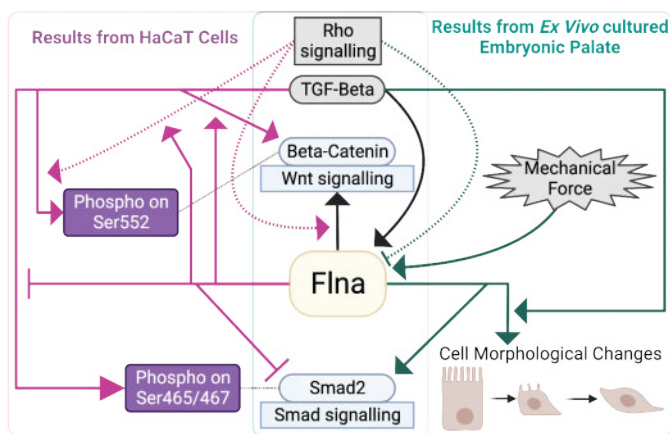 Results from HaCaT Cells
Rho
signalling
Results from Ex Vivo cultured
Embryonic Palate
TGF-Beta
Beta-Catenin
Wnt signalling
Mechanical
Force
Phospho on
Ser552
Flna
Cell Morphological Changes
Phospho on
Ser465/467
Smad2
Smad signalling